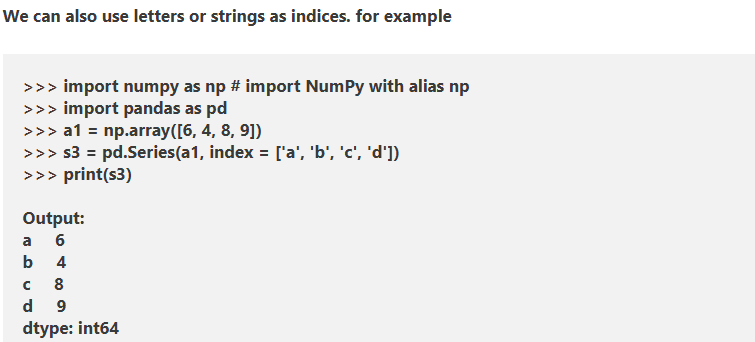 We can also use letters or strings as indices. for example
>>> import numpy as np # import NumPy with alias np
>>> import pandas as pd
>>> a1 = np.array([6, 4, 8, 9])
>>> s3 = pd.Series(a1, index = ['a', 'b', 'c', 'd'])
>>> print(s3)
Output:
a 6
b 4
c 8
d 9
dtype: int64